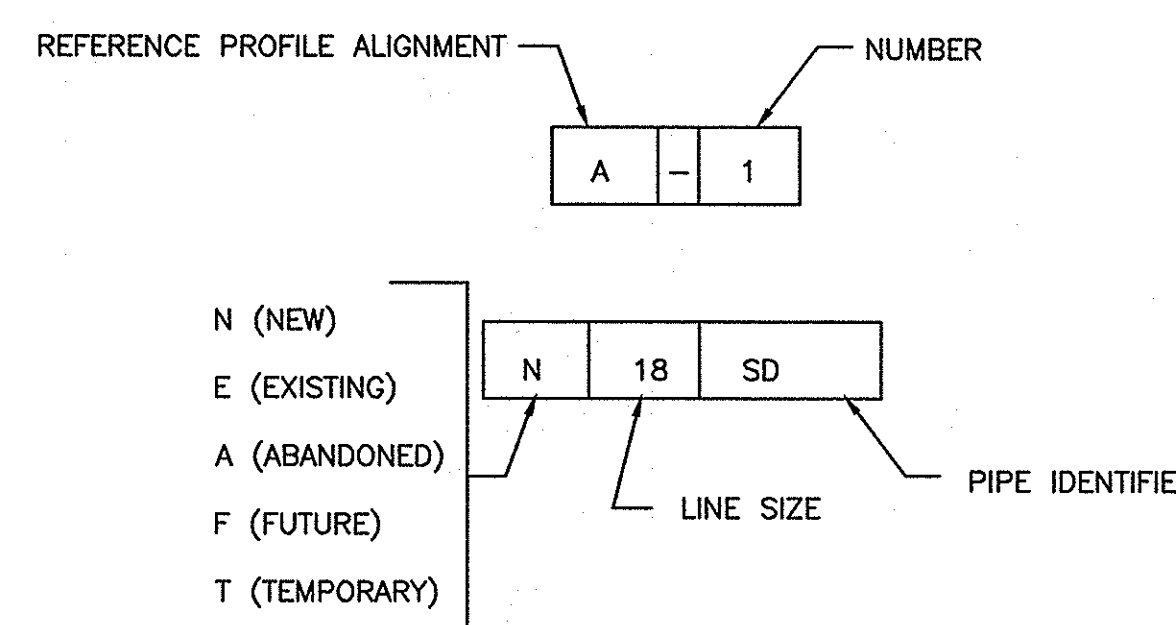 REFERENCE PROFILE ALIGNMENT
NUMBER
A - 1
N (NEW)
E (EXISTING)
A (ABANDONED)
F (FUTURE)
T (TEMPORARY)
N 18 SD
LINE SIZE
PIPE IDENTIFIE